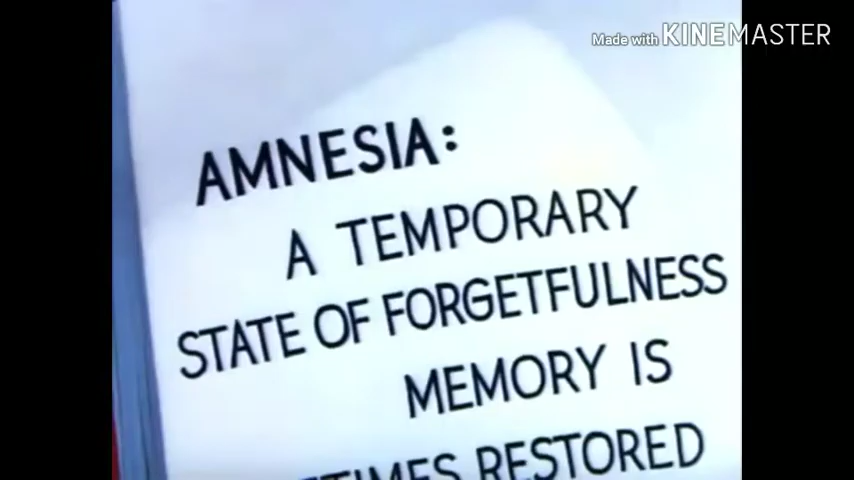 Made with KINEMASTER
AMNESIA:
A TEMPORARY
STATE OF FORGETFULNESS
MEMORY IS
RESTORED